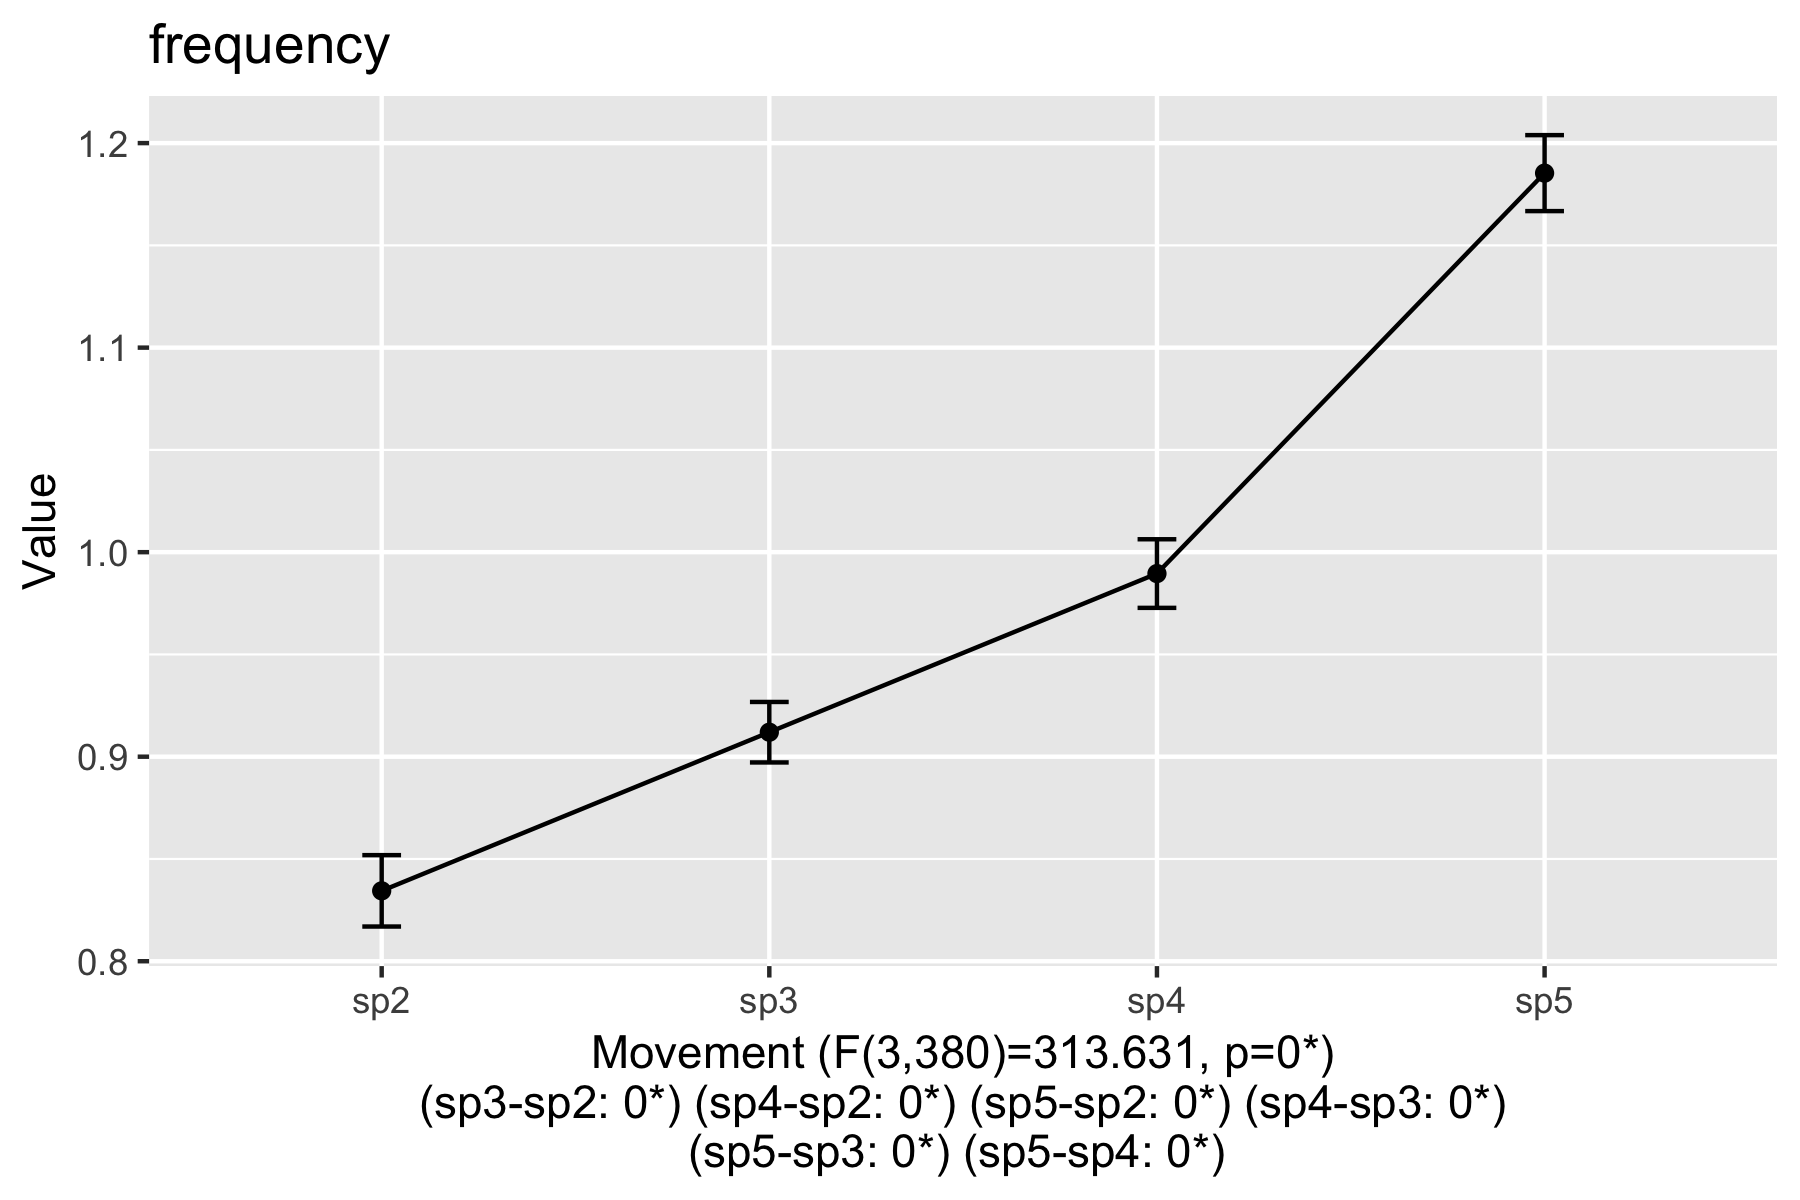 frequency
1.2
1.1
1.0
0.9
0.8
Value
sp2 sp3 sp4 sp5
Movement (F(3,380)=313.631, p=0*)
(sp3-sp2: 0*) (sp4-sp2: 0*) (sp5-sp2: 0*) (sp4-sp3: 0*)
(sp5-sp3: 0*) (sp5-sp4: 0*)